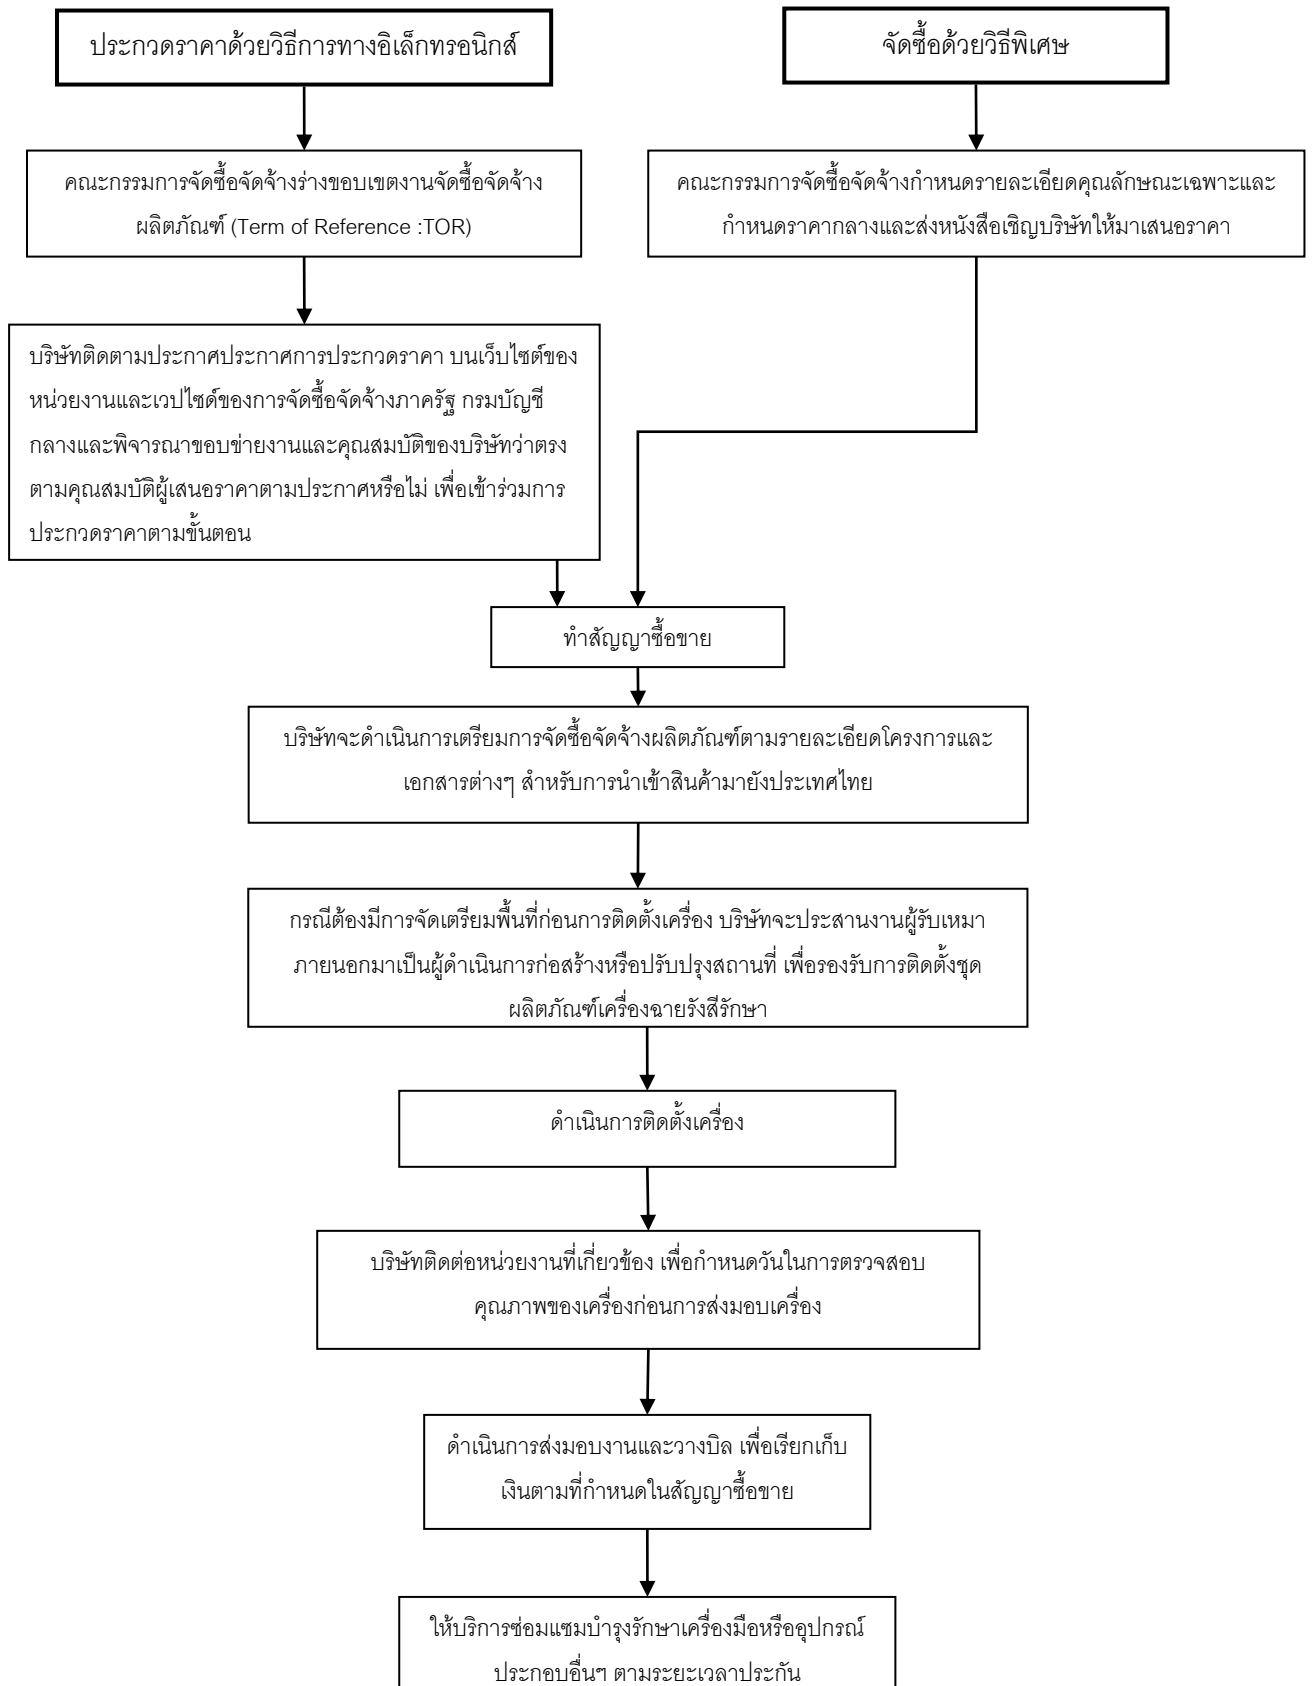 ประกวดราคาด้วยวิธีการทางอิเล็กทรอนิกส์
จัดซื้อด้วยวิธีพิเศษ
คณะกรรมการจัดซื้อจัดจ้างร่างขอบเขตงานจัดซื้อจัดจ้าง
ผลิตภัณฑ์ (Term of Reference :TOR)
คณะกรรมการจัดซื้อจัดจ้างกำหนดรายละเอียดคุณลักษณะเฉพาะและ
กำหนดราคากลางและส่งหนังสือเชิญบริษัทให้มาเสนอราคา
บริษัทติดตามประกาศประกาศการประกวดราคา บนเว็บไซต์ของ
หน่วยงานและเวปไซด์ของการจัดซื้อจัดจ้างภาครัฐ กรมบัญชี
กลางและพิจารณาขอบข่ายงานและคุณสมบัติของบริษัทว่าตรง
ตามคุณสมบัติผู้เสนอราคาตามประกาศหรือไม่ เพื่อเข้าร่วมการ
ประกวดราคาตามขั้นตอน
ทำสัญญาซื้อขาย
บริษัทจะดำเนินการเตรียมการจัดซื้อจัดจ้างผลิตภัณฑ์ตามรายละเอียดโครงการและ
เอกสารต่างๆ สำหรับการนำเข้าสินค้ามายังประเทศไทย
กรณีต้องมีการจัดเตรียมพื้นที่ก่อนการติดตั้งเครื่อง บริษัทจะประสานงานผู้รับเหมา
ภายนอกมาเป็นผู้ดำเนินการก่อสร้างหรือปรับปรุงสถานที่ เพื่อรองรับการติดตั้งชุด
ผลิตภัณฑ์เครื่องฉายรังสีรักษา
ดำเนินการติดตั้งเครื่อง
บริษัทติดต่อหน่วยงานที่เกี่ยวข้อง เพื่อกำหนดวันในการตรวจสอบ
คุณภาพของเครื่องก่อนการส่งมอบเครื่อง
ดำเนินการส่งมอบงานและวางบิล เพื่อเรียกเก็บ
เงินตามที่กำหนดในสัญญาซื้อขาย
ให้บริการซ่อมแซมบำรุงรักษาเครื่องมือหรืออุปกรณ์
ประกอบอื่นๆ ตามระยะเวลาประกัน